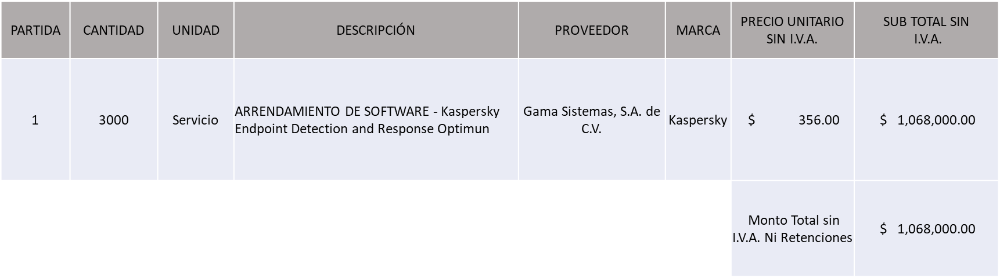 PARTIDA CANTIDAD UNIDAD DESCRIPCIÓN PROVEEDOR MARCA PRECIO UNITARIO SIN I.V.A. SUB TOTAL SIN I.V.A.
1 3000 Servicio ARRENDAMIENTO DE SOFTWARE - Kaspersky Endpoint Detection and Response Optimun Gama Sistemas, S.A. de C.V. Kaspersky $ 356.00 $ 1,068,000.00
Monto Total sin I.V.A. Ni Retenciones $ 1,068,000.00